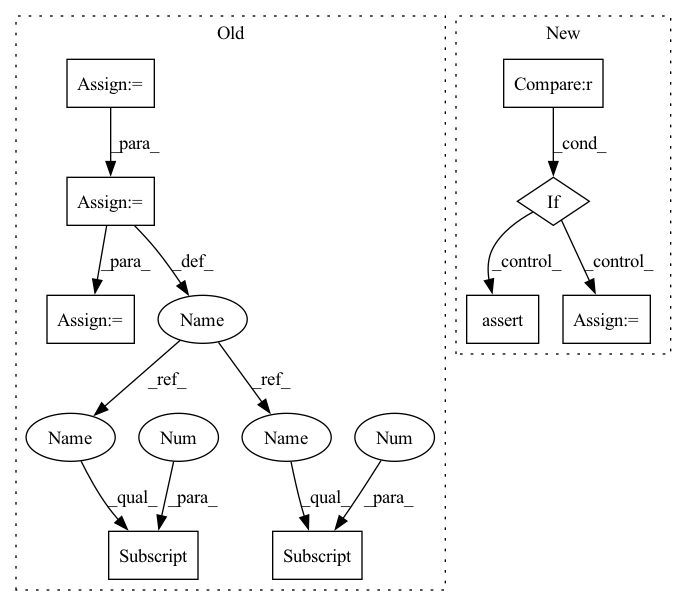 Old
New
Assign:=
Compare:r
_para_
_cond_
Assign:=
If
_para_
_def_
_control_
_control_
Assign:=
Name
assert
Assign:=
_ref_
_ref_
Name
Num
Name
Num
_qual_
_para_
_qual_
_para_
Subscript
Subscript